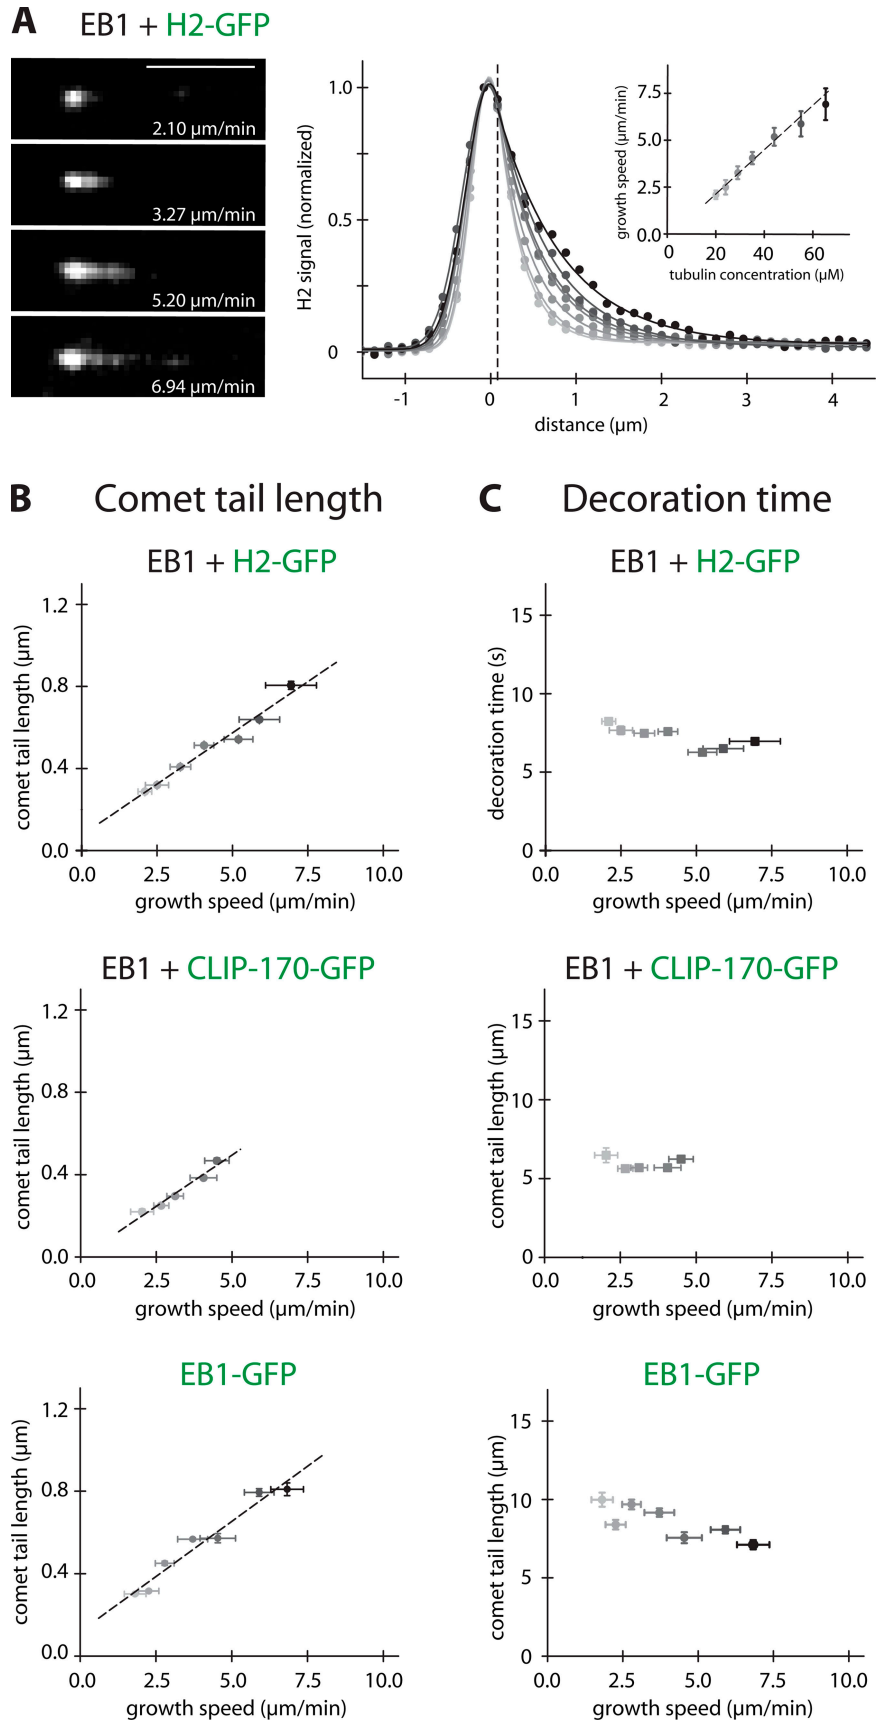 A EB1 + H2-GFP
2.10 µm/min
3.27 µm/min
5.20 µm/min
6.94 µm/min
H2 signal (normalized)
1.0
0.5
0
-1 0 1 2 3 4
distance (µm)
growth speed (µm/min)
7.5
5.0
2.5
0.0
0 20 40 60
tubulin concentration (µM)
B Comet tail length
EB1 + H2-GFP
comet tail length (µm)
1.2
0.8
0.4
0.0
0.0 2.5 5.0 7.5 10.0
growth speed (µm/min)
EB1 + CLIP-170-GFP
comet tail length (µm)
1.2
0.8
0.4
0.0
0.0 2.5 5.0 7.5 10.0
growth speed (µm/min)
EB1-GFP
comet tail length (µm)
1.2
0.8
0.4
0.0
0.0 2.5 5.0 7.5 10.0
growth speed (µm/min)
C Decoration time
EB1 + H2-GFP
decoration time (s)
15
10
5
0
0.0 2.5 5.0 7.5 10.0
growth speed (µm/min)
EB1 + CLIP-170-GFP
comet tail length (µm)
15
10
5
0
0.0 2.5 5.0 7.5 10.0
growth speed (µm/min)
EB1-GFP
comet tail length (µm)
15
10
5
0
0.0 2.5 5.0 7.5 10.0
growth speed (µm/min)